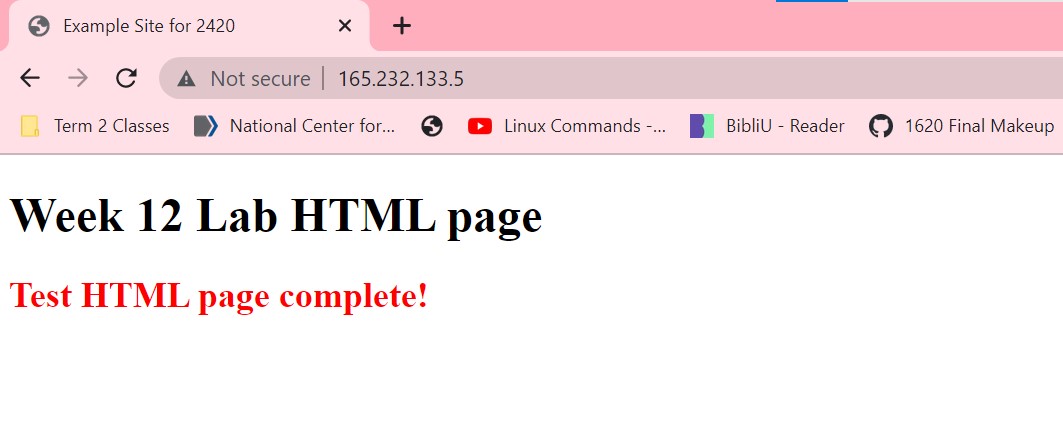 Example Site for 2420
Not secure 165.232.133.5
Term 2 Classes National Center for... Linux Commands -... BibliU - Reader 1620 Final Makeup
Week 12 Lab HTML page
Test HTML page complete!